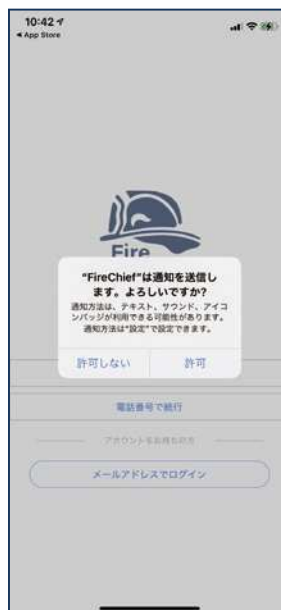 10:42
◀ App Store
Fire
"FireChief"は通知を送信し
ます。よろしいですか?
通知方法は、テキスト、サウンド、アイコ
ンバッジが利用できる可能性があります。
通知方法は"設定"で設定できます。
許可しない
許可
電話番号で続行
アカウントをお持ちの方
メールアドレスでログイン